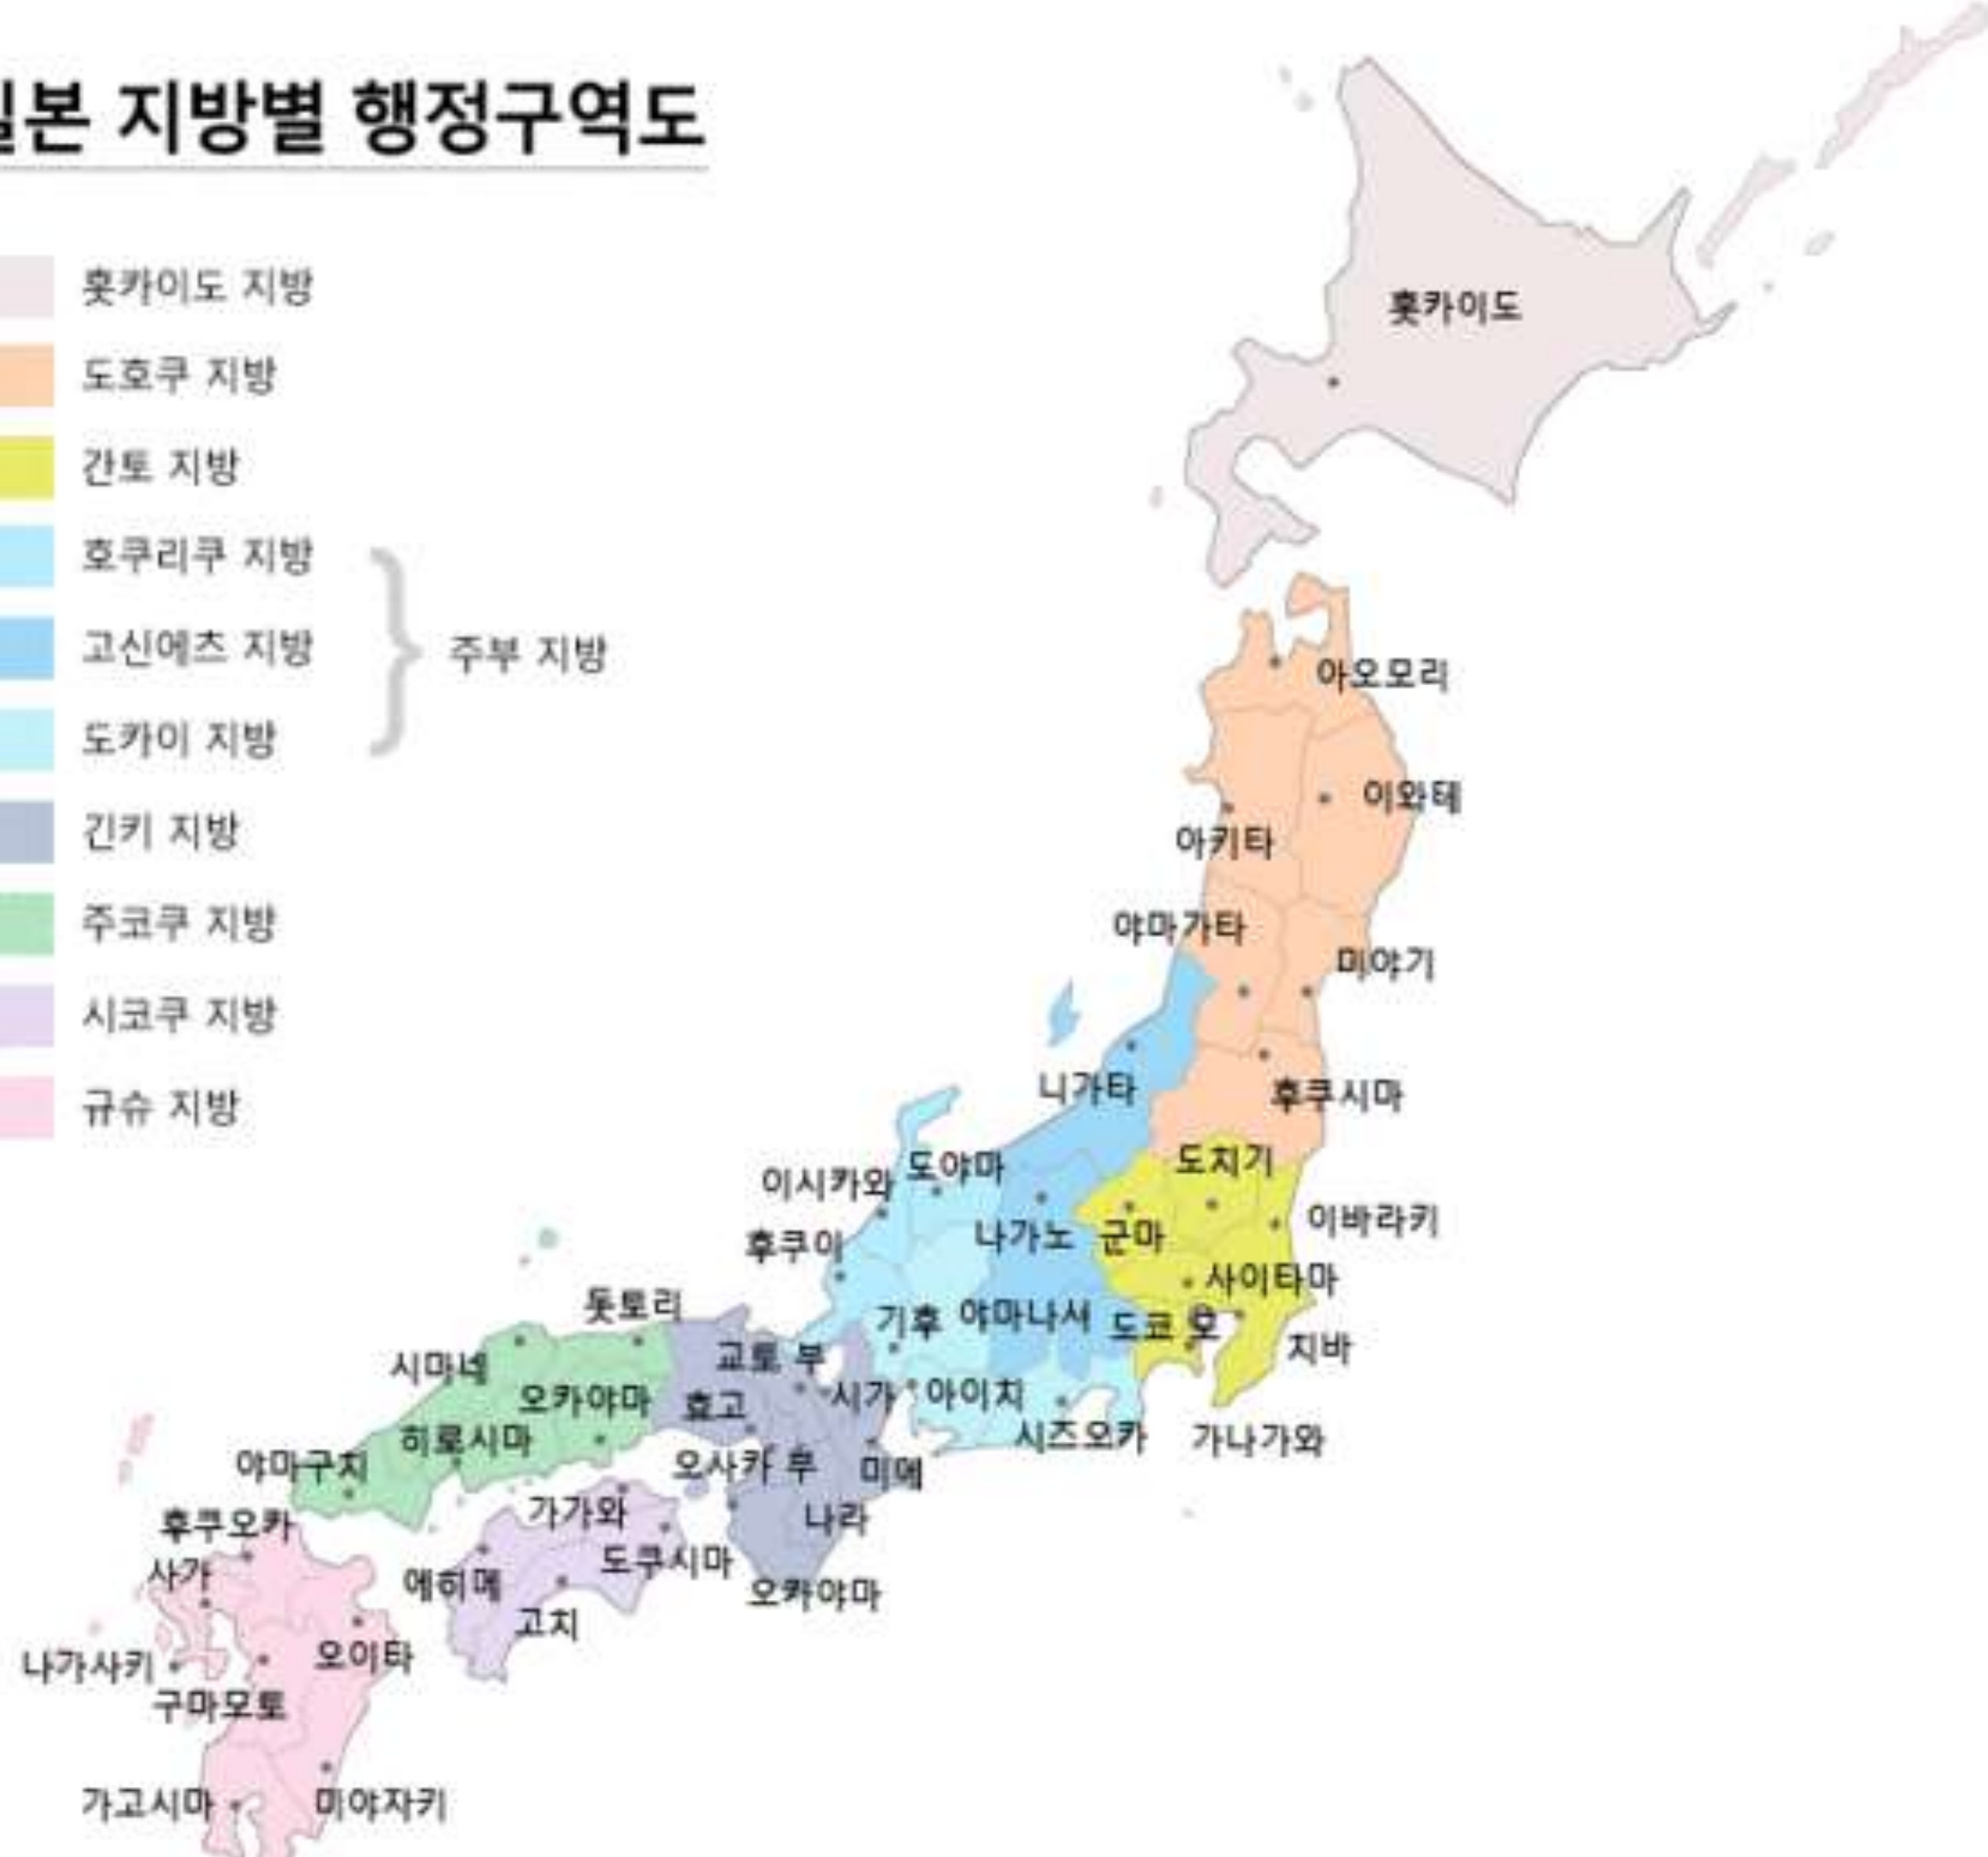 일본 지방별 행정구역도
홋카이도 지방
도호쿠 지방
간토 지방
호쿠리쿠 지방
고신에츠 지방
주부 지방
도카이 지방
긴키 지방
주코쿠 지방
시코쿠 지방
규슈 지방
홋카이도
아오모리
이와테
아키타
야마가타
미야기
니가타
후쿠시마
도야마
도치기
이시카와
이바라키
나가노
군마
후쿠이
사이타마
돗토리
기후
야마나셔
도쿄 오
지바
교토 부
시마네
오카야마
효고
시가
아이치
시즈오카
가나가와
히로시마
야마구치
오사카 후
미에
후쿠오카
가가와
나라
사가
도쿠시마
에히메
오카야마
고치
나가사키
오이타
구마모토
가고시마
미야자키